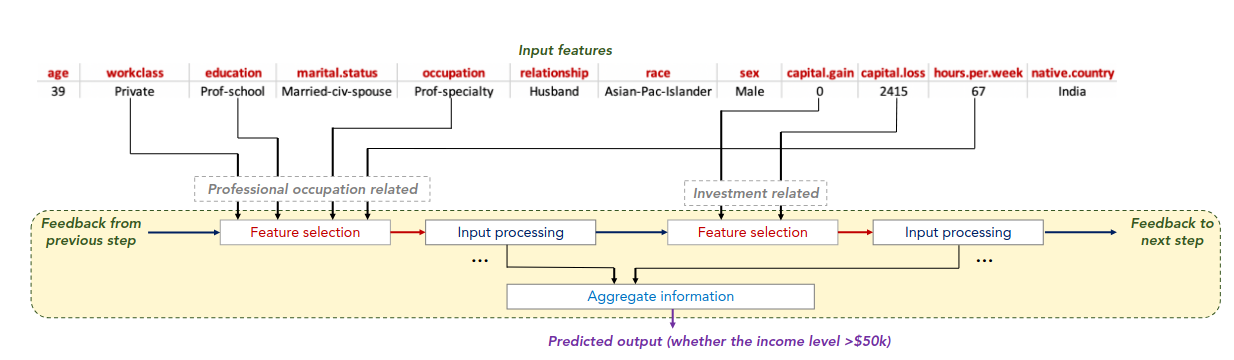 Input features
age workclass education marital.status occupation relationship race sex capital.gain capital.loss hours.per.week native.country
39 Private Prof-school Married-civ-spouse Prof-specialty Husband Asian-Pac-Islander Male 0 2415 67 India
Professional occupation related
Investment related
Feedback from
previous step
Feature selection
Input processing
Feature selection
Input processing
Feedback to
next step
...
...
Aggregate information
Predicted output (whether the income level >$50k)